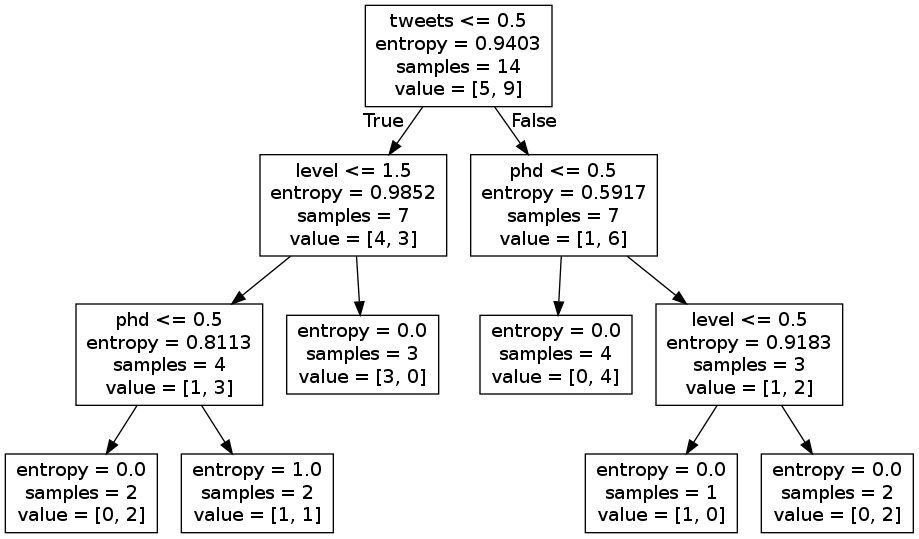 tweets <= 0.5
entropy = 0.9403
samples = 14
value = [5, 9]
True
False
level <= 1.5
entropy = 0.9852
samples = 7
value = [4, 3]
phd <= 0.5
entropy = 0.5917
samples = 7
value = [1, 6]
phd <= 0.5
entropy = 0.8113
samples = 4
value = [1, 3]
entropy = 0.0
samples = 3
value = [3, 0]
entropy = 0.0
samples = 4
value = [0, 4]
level <= 0.5
entropy = 0.9183
samples = 3
value = [1, 2]
entropy = 0.0
samples = 2
value = [0, 2]
entropy = 1.0
samples = 2
value = [1, 1]
entropy = 0.0
samples = 1
value = [1, 0]
entropy = 0.0
samples = 2
value = [0, 2]